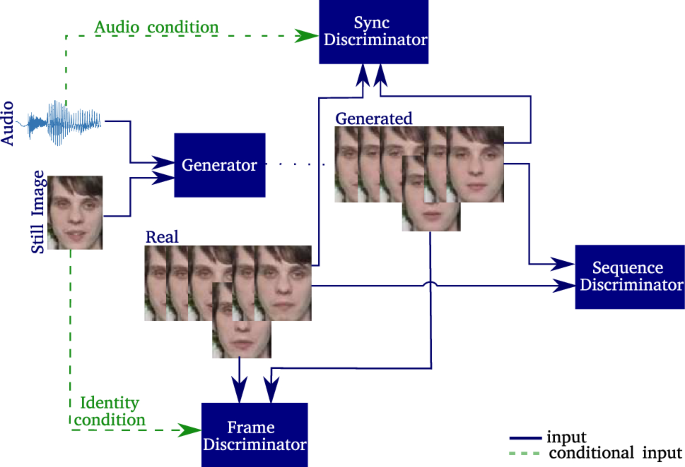 Audio condition
Sync
Discriminator
Audio
Generated
Generator
Still Image
Real
Sequence
Discriminator
Identity
condition
Frame
Discriminator
input
conditional input